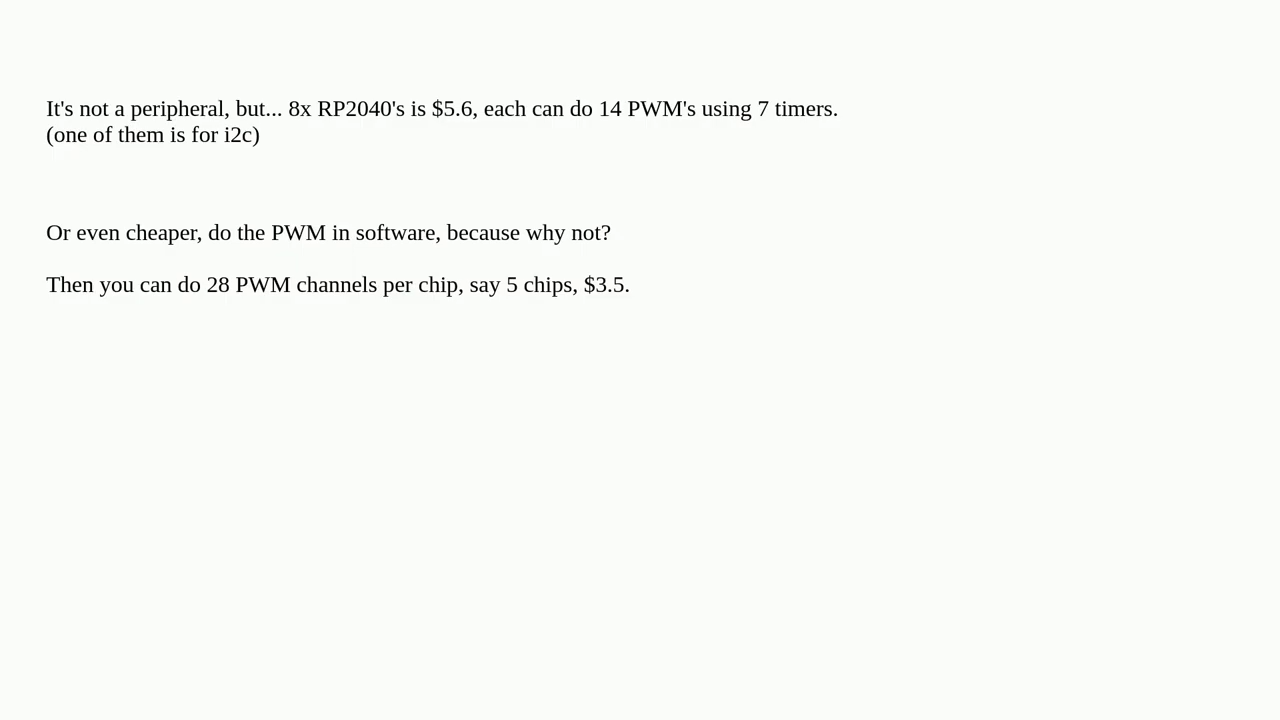 It's not a peripheral, but... 8x RP2040's is $5.6, each can do 14 PWM's using 7 timers.
(one of them is for i2c)
Or even cheaper, do the PWM in software, because why not?
Then you can do 28 PWM channels per chip, say 5 chips, $3.5.